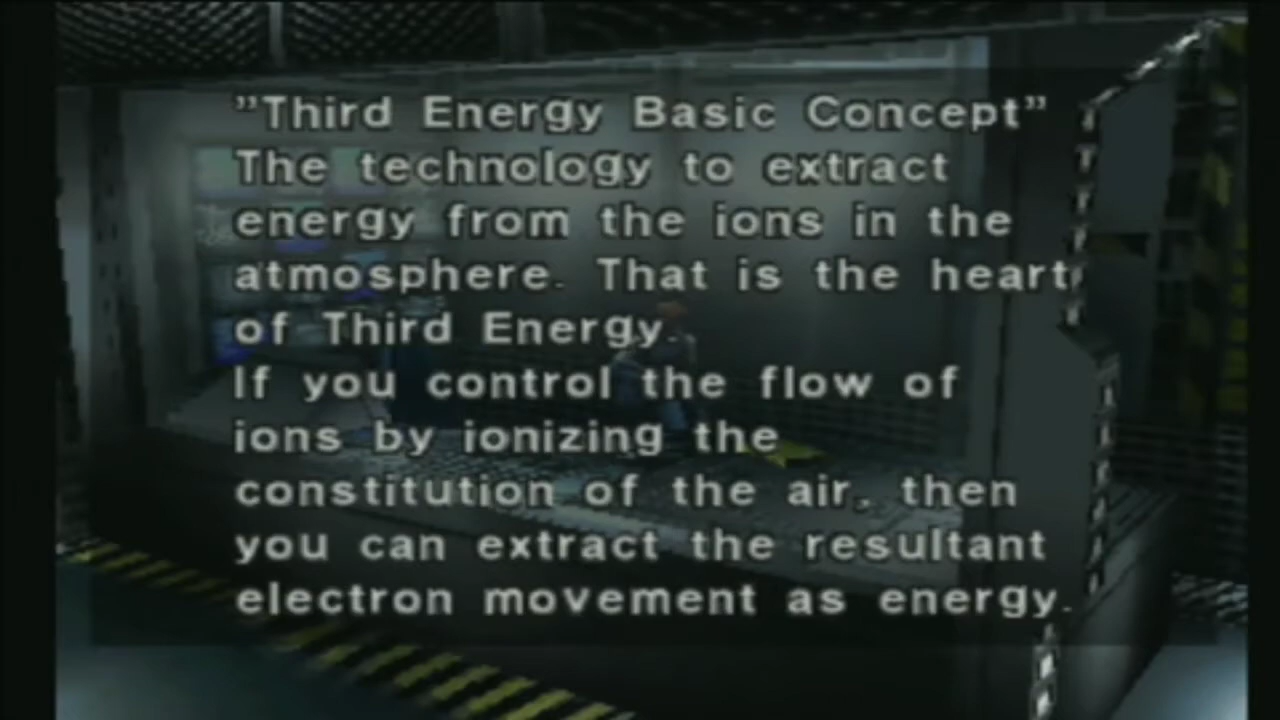 ”Third Energy Basic Concept”
The technology to extract
energy from the ions in the
atmosphere. That is the heart
of Third Energy.
If you control the flow of
ions by ionizing the
constitution of the air, then
you can extract the resultant
electron movement as energy.